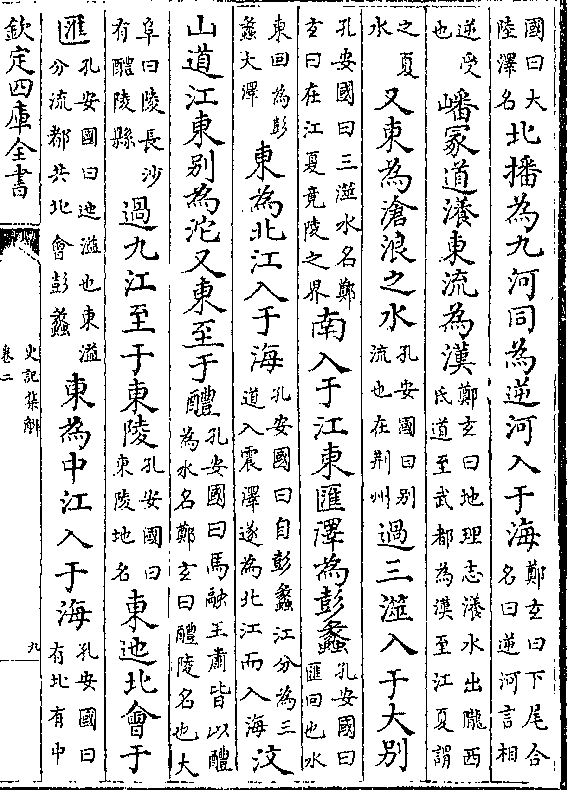 國曰大陸澤名北播為九河同為逆河入于海鄭玄曰下尾合名曰逆河言相
逆受也嶓冢道瀁東流為漢鄭玄曰地理志瀁水出隴西氐道至武都為漢至江夏謂
之夏水又東為滄浪之水孔安國曰別流也在荆州過三澨入于大別
孔安國曰三澨水名鄭玄曰在江夏竟陵之界南入于江東匯澤為彭蠡孔安國曰匯回也水
東回為彭蠡大澤東為北江入于海孔安國曰自彭蠡江分為三道入震澤遂為北江而入海汶
山道江東別為沱又東至于醴孔安國曰馬融王肅皆以醴為水名鄭玄曰醴陵名也大
阜曰陵長沙有醴陵縣過九江至于東陵孔安國曰東陵地名東迆北會于
匯孔安國曰迆溢也東溢分流都共北會彭蠡東為中江入于海孔安國曰有北有中
欽定四庫全書
史記集解
卷二
九